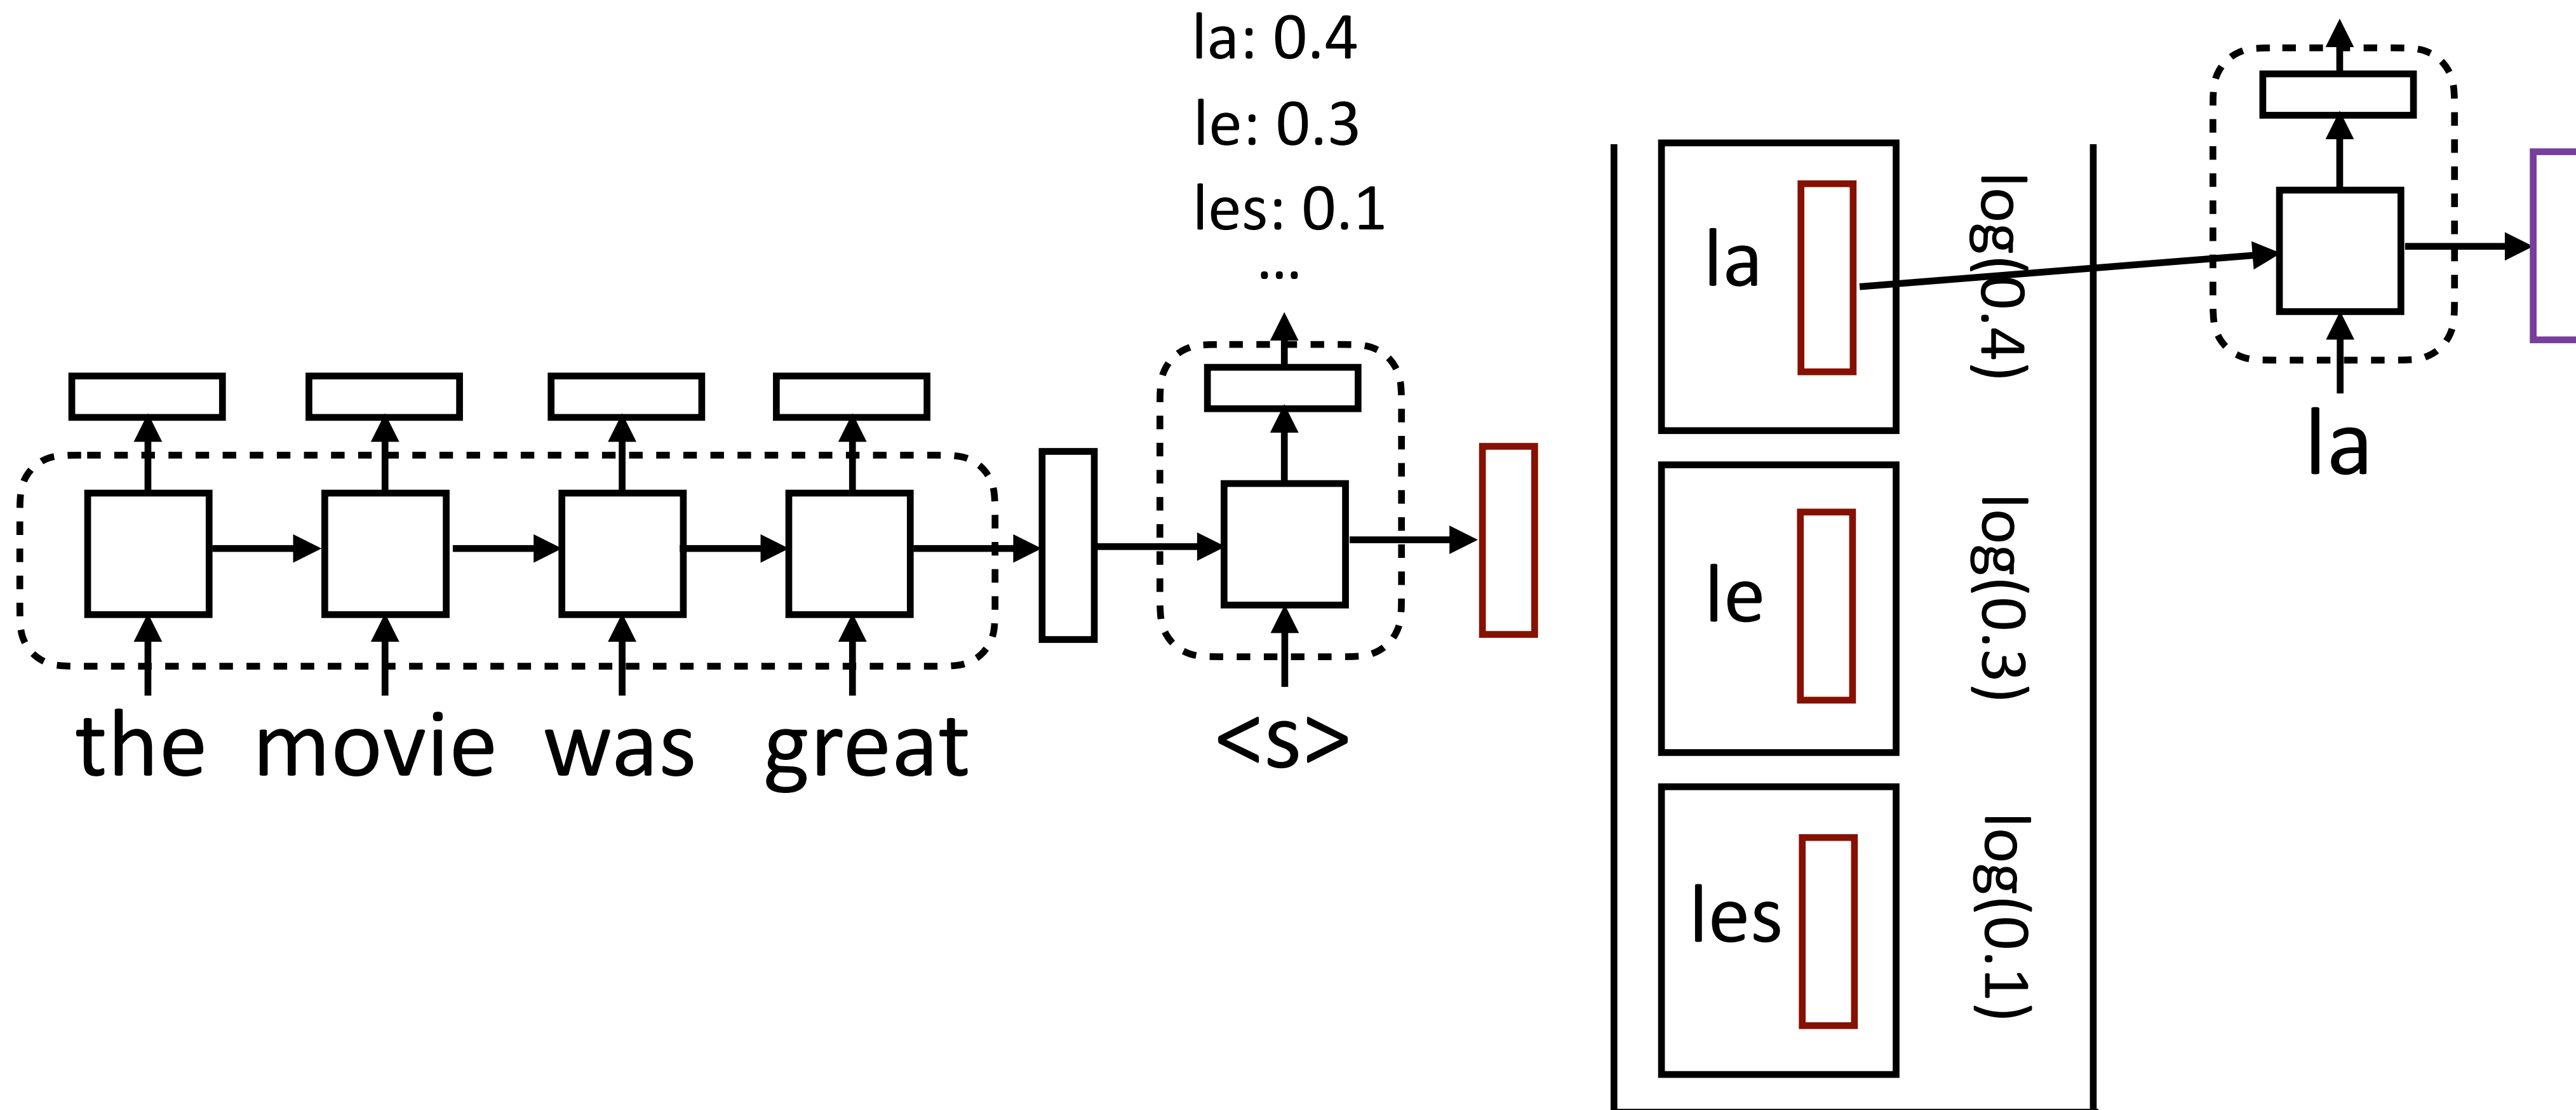 la: 0.4
le: 0.3
les: 0.1
...
the movie was great
<s>
la
log(0.4)
le
log(0.3)
les
log(0.1)
la